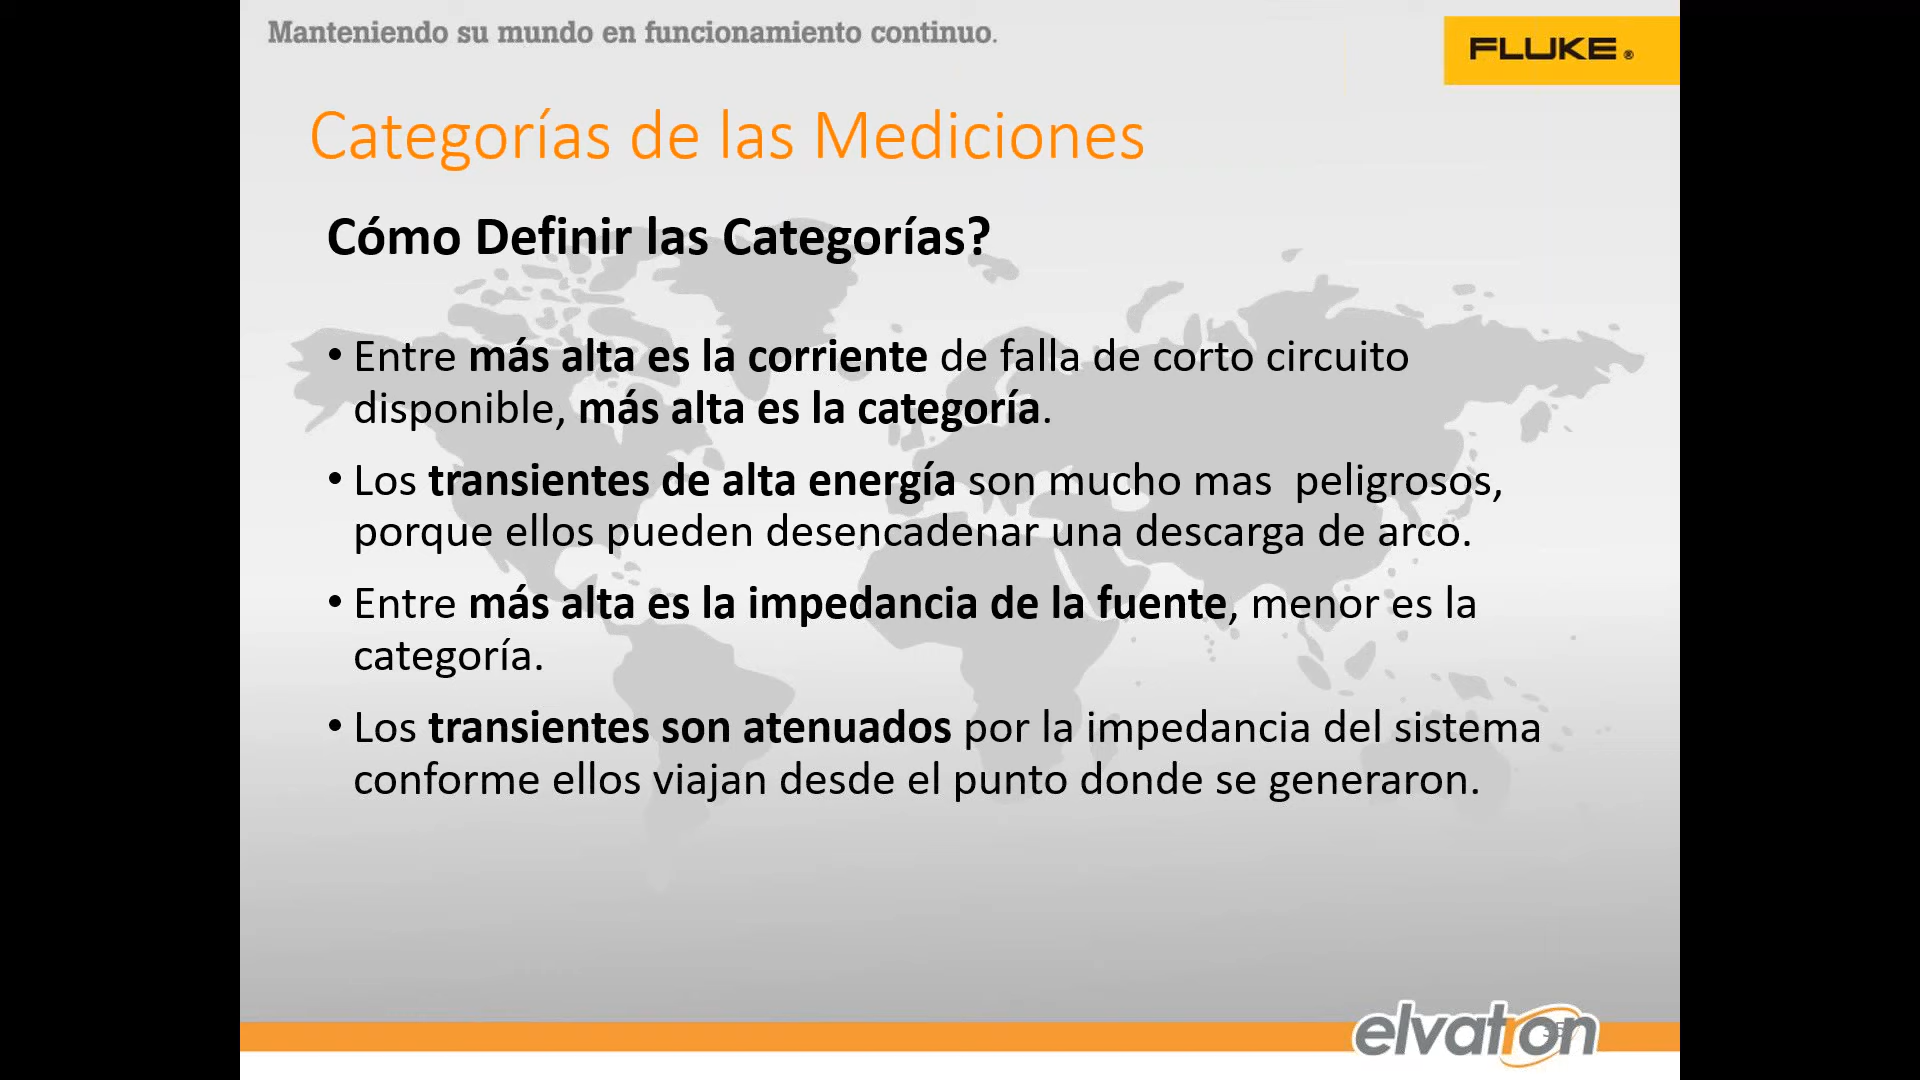 Manteniendo su mundo en funcionamiento continuo.
FLUKE®
Categorías de las Mediciones
Cómo Definir las Categorías?
• Entre más alta es la corriente de falla de corto circuito
disponible, más alta es la categoría.
• Los transientes de alta energía son mucho mas  peligrosos,
porque ellos pueden desencadenar una descarga de arco.
• Entre más alta es la impedancia de la fuente, menor es la
categoría.
• Los transientes son atenuados por la impedancia del sistema
conforme ellos viajan desde el punto donde se generaron.
elvatron